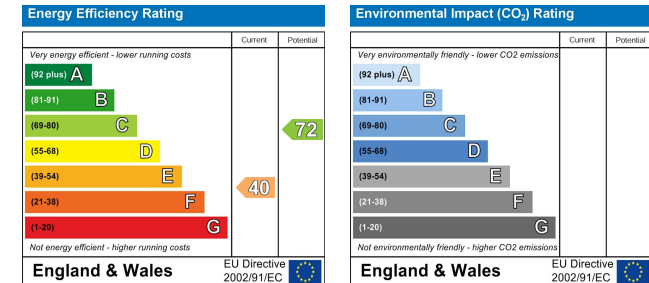 Energy Efficiency Rating
Current Potential
Very energy efficient - lower running costs
(92 plus) A
(81-91) B
(69-80) C
72
(55-68) D
(39-54) E
40
(21-38) F
(1-20) G
Not energy efficient - higher running costs
England & Wales
EU Directive
2002/91/EC
Environmental Impact (CO₂) Rating
Current Potential
Very environmentally friendly - lower CO2 emissions
(92 plus) A
(81-91) B
(69-80) C
(55-68) D
(39-54) E
(21-38) F
(1-20) G
Not environmentally friendly - higher CO2 emissions
England & Wales
EU Directive
2002/91/EC